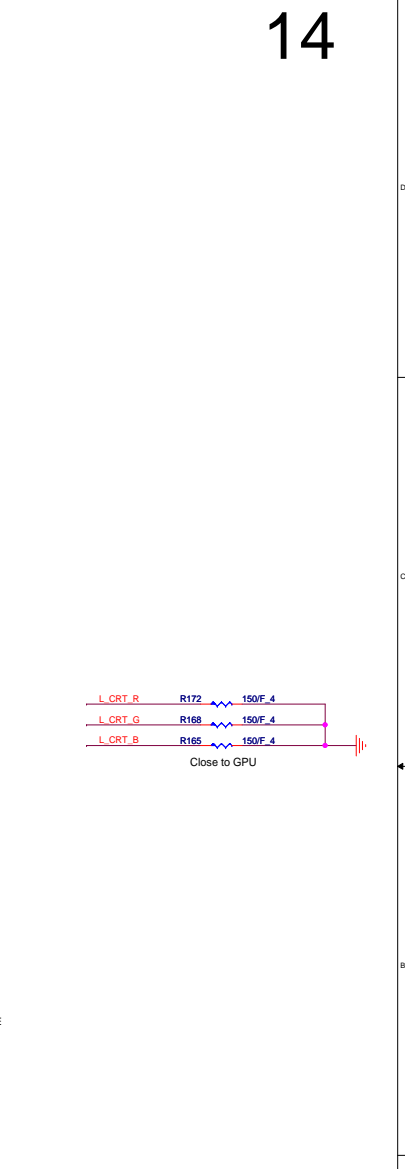 14
D
C
L_CRT_R R172 150/F_4
L_CRT_G R168 150/F_4
L_CRT_B R165 150/F_4
Close to GPU
B